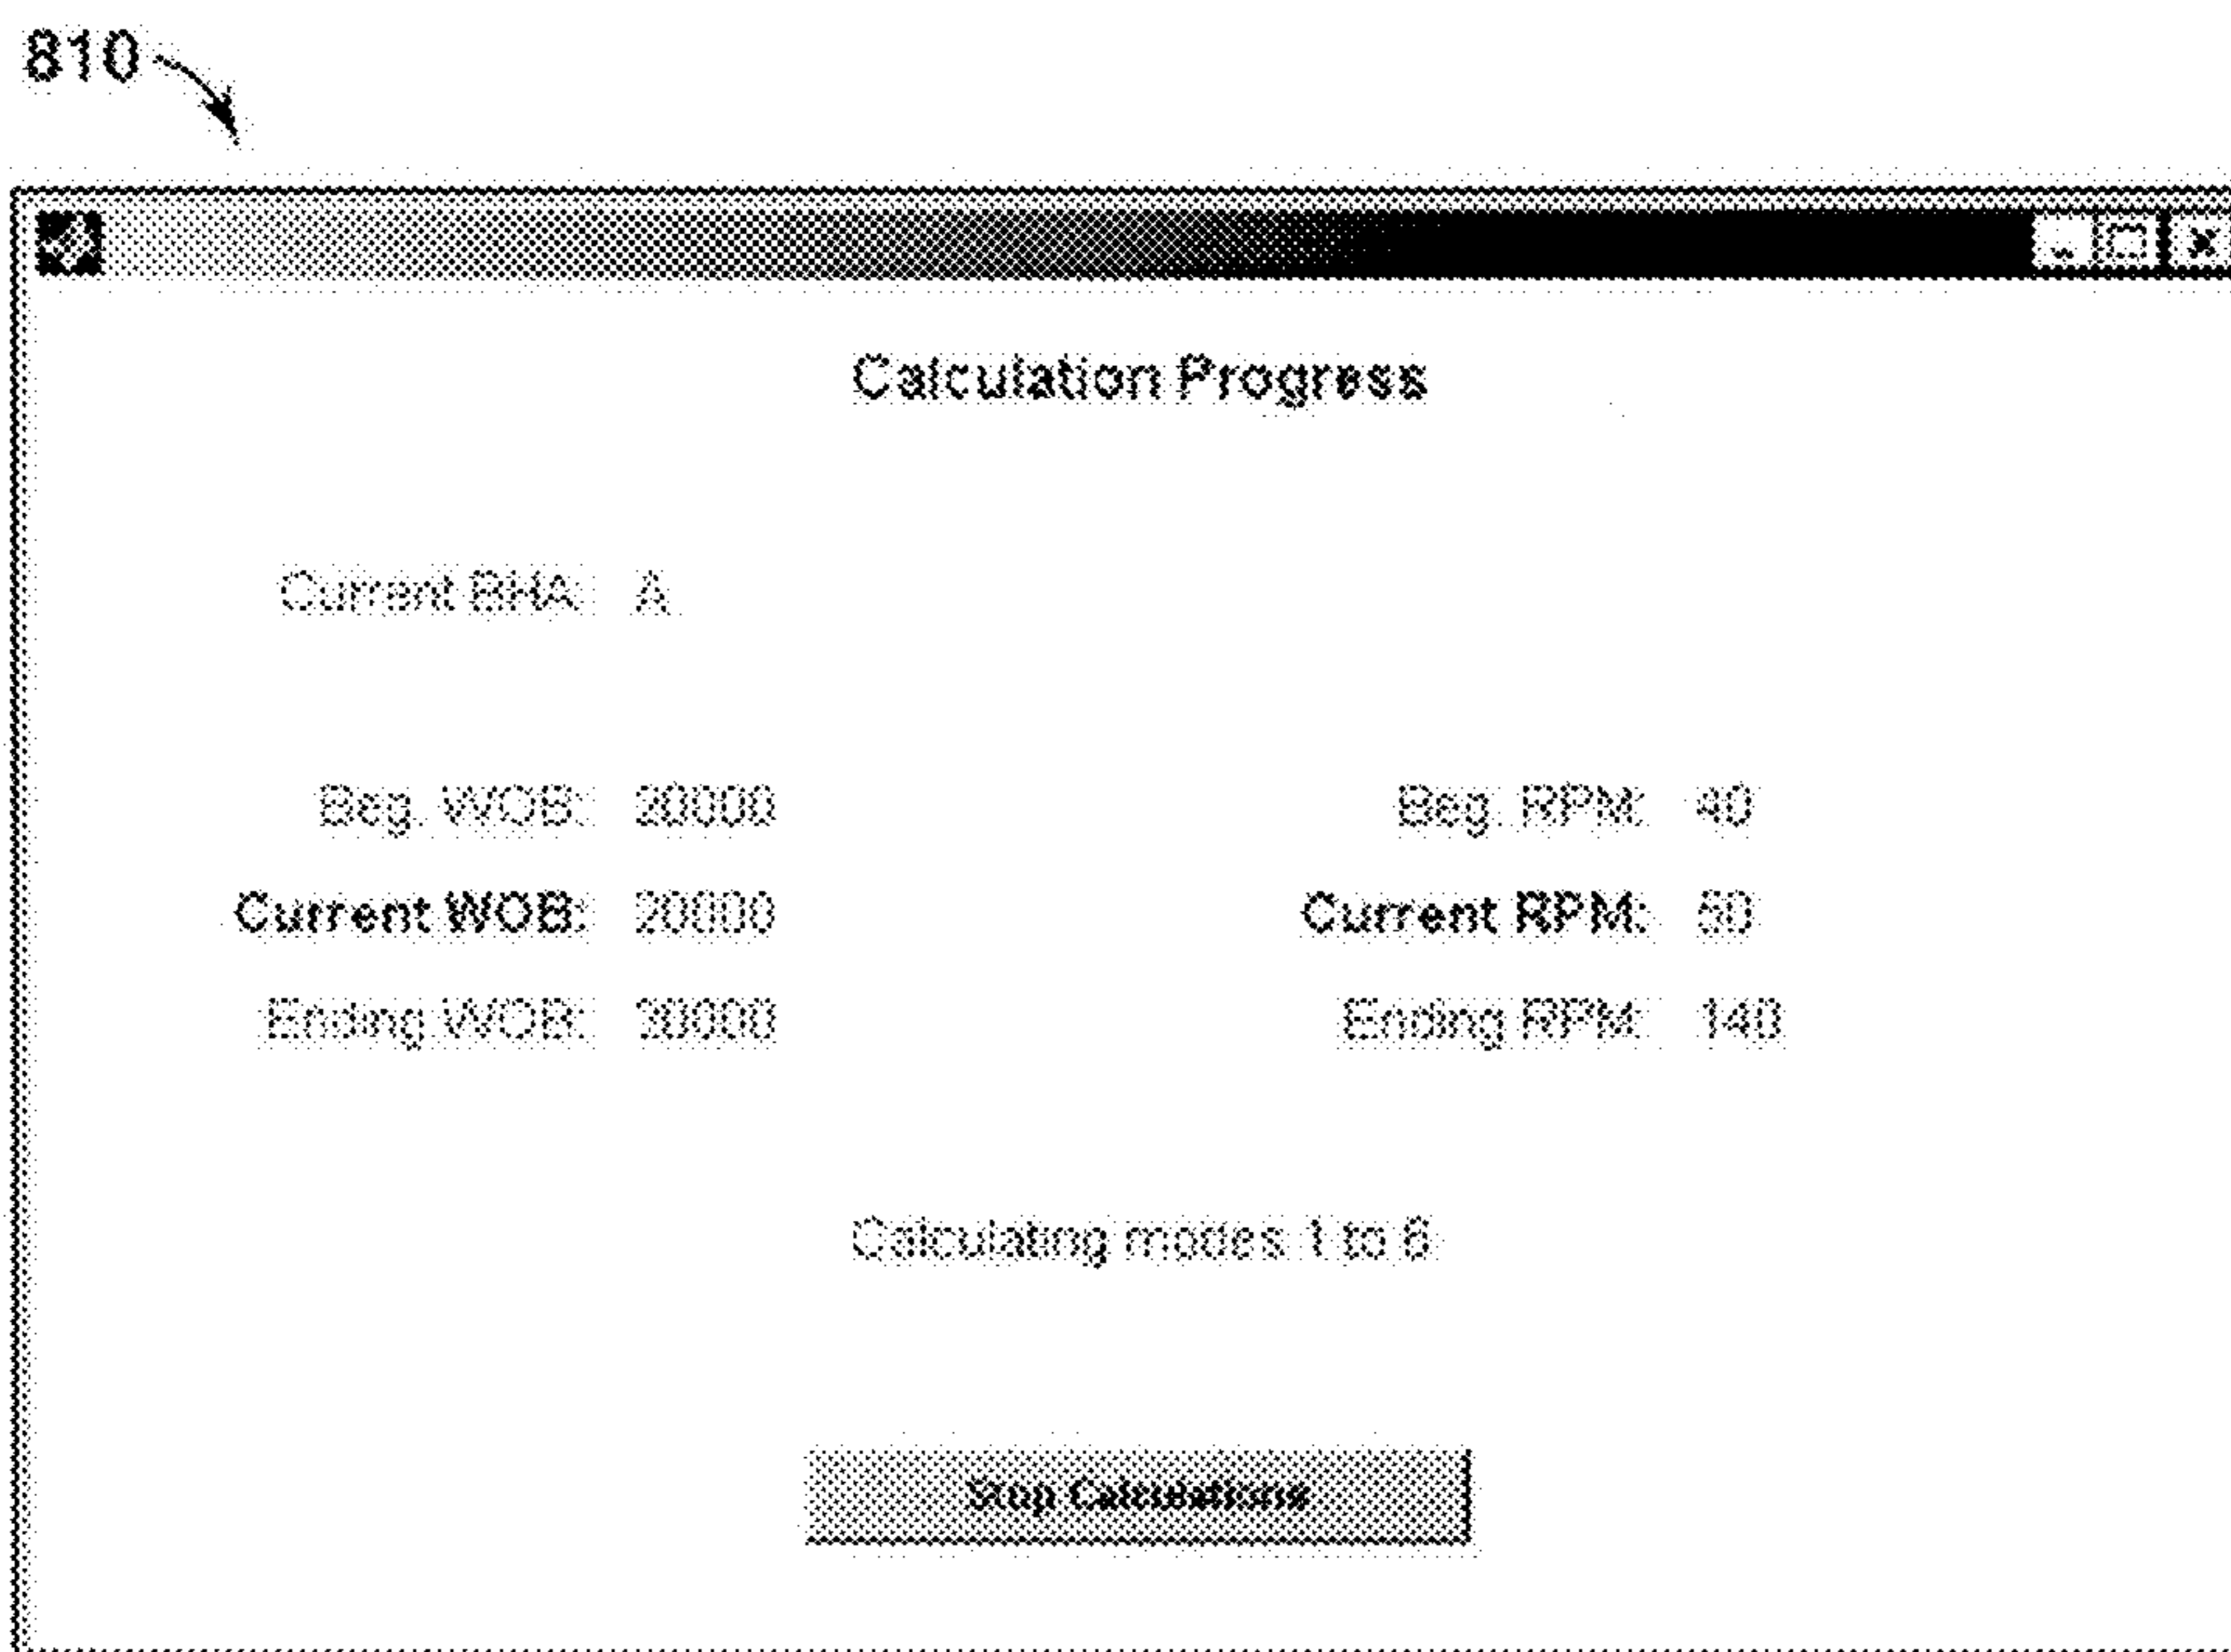 810
Calculation Progress
Current BHA: A
Beg. WOB: 20000 Beg. RPM: 40
Current WOB: 20000 Current RPM:
Ending WOB: 30000 Ending RPM: 140
Calculating modes 1 to 6
Stop Calculations